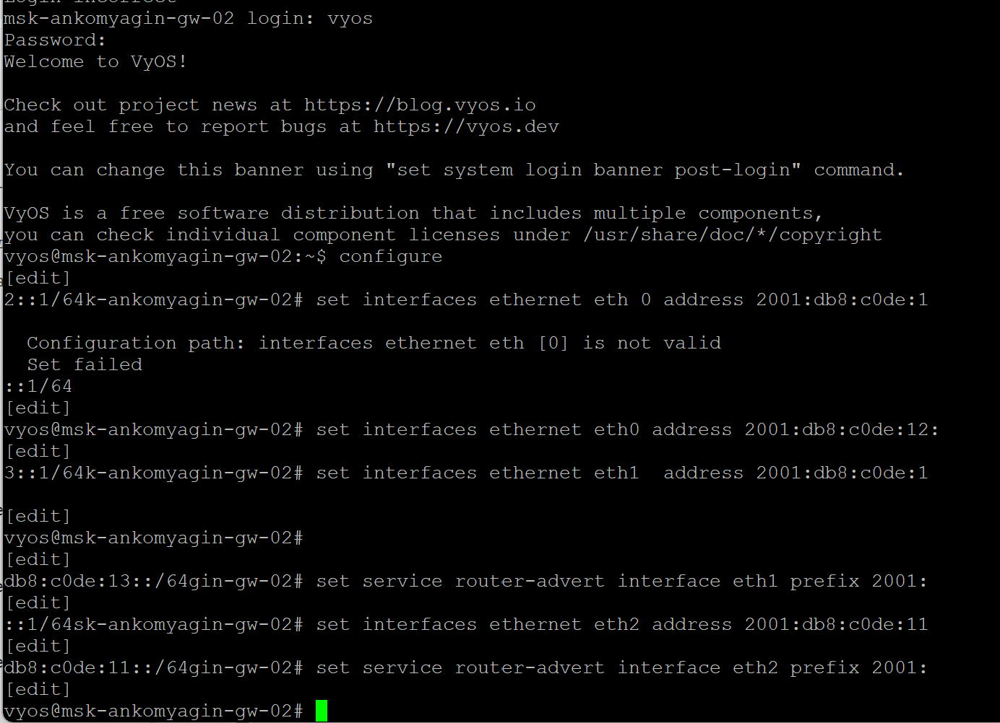 Login incorrect
msk-ankomyagin-gw-02 login: vyos
Password:
Welcome to VyOS!
Check out project news at https://blog.vyos.io
and feel free to report bugs at https://vyos.dev
You can change this banner using "set system login banner post-login" command.
VyOS is a free software distribution that includes multiple components,
you can check individual component licenses under /usr/share/doc/*/copyright
vyos@msk-ankomyagin-gw-02:~$ configure
[edit]
2::1/64k-ankomyagin-gw-02# set interfaces ethernet eth 0 address 2001:db8:c0de:1
Configuration path: interfaces ethernet eth [0] is not valid
Set failed
::1/64
[edit]
vyos@msk-ankomyagin-gw-02# set interfaces ethernet eth0 address 2001:db8:c0de:12:
[edit]
3::1/64k-ankomyagin-gw-02# set interfaces ethernet eth1  address 2001:db8:c0de:1
[edit]
vyos@msk-ankomyagin-gw-02#
[edit]
db8:c0de:13::/64gin-gw-02# set service router-advert interface eth1 prefix 2001:
[edit]
::1/64sk-ankomyagin-gw-02# set interfaces ethernet eth2 address 2001:db8:c0de:11
[edit]
db8:c0de:11::/64gin-gw-02# set service router-advert interface eth2 prefix 2001:
[edit]
vyos@msk-ankomyagin-gw-02#